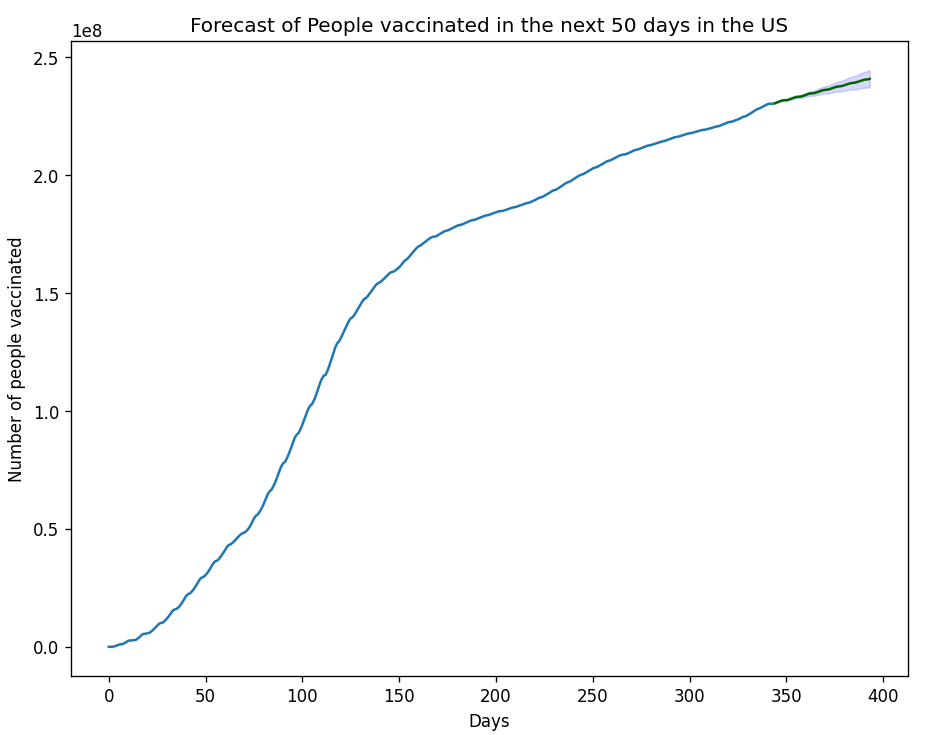 Forecast of People vaccinated in the next 50 days in the US
1e8
2.5
2.0
1.5
1.0
0.5
0.0
Number of people vaccinated
0 50 100 150 200 250 300 350 400
Days